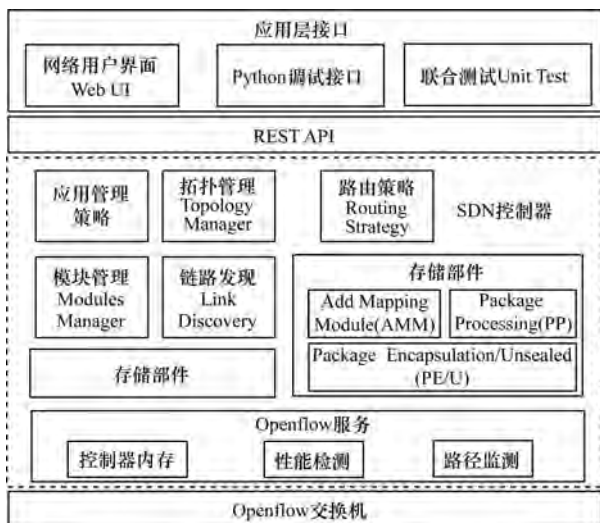 应用层接口
网络用户界面
Web UI
Python调试接口
联合测试Unit Test
REST API
应用管理
策略
拓扑管理
Topology
Manager
路由策略
Routing
Strategy
SDN控制器
模块管理
Modules
Manager
链路发现
Link
Discovery
存储部件
Add Mapping
Module(AMM)
Package
Processing(PP)
Package Encapsulation/Unsealed
(PE/U)
存储部件
Openflow服务
控制器内存
性能检测
路径监测
Openflow交换机